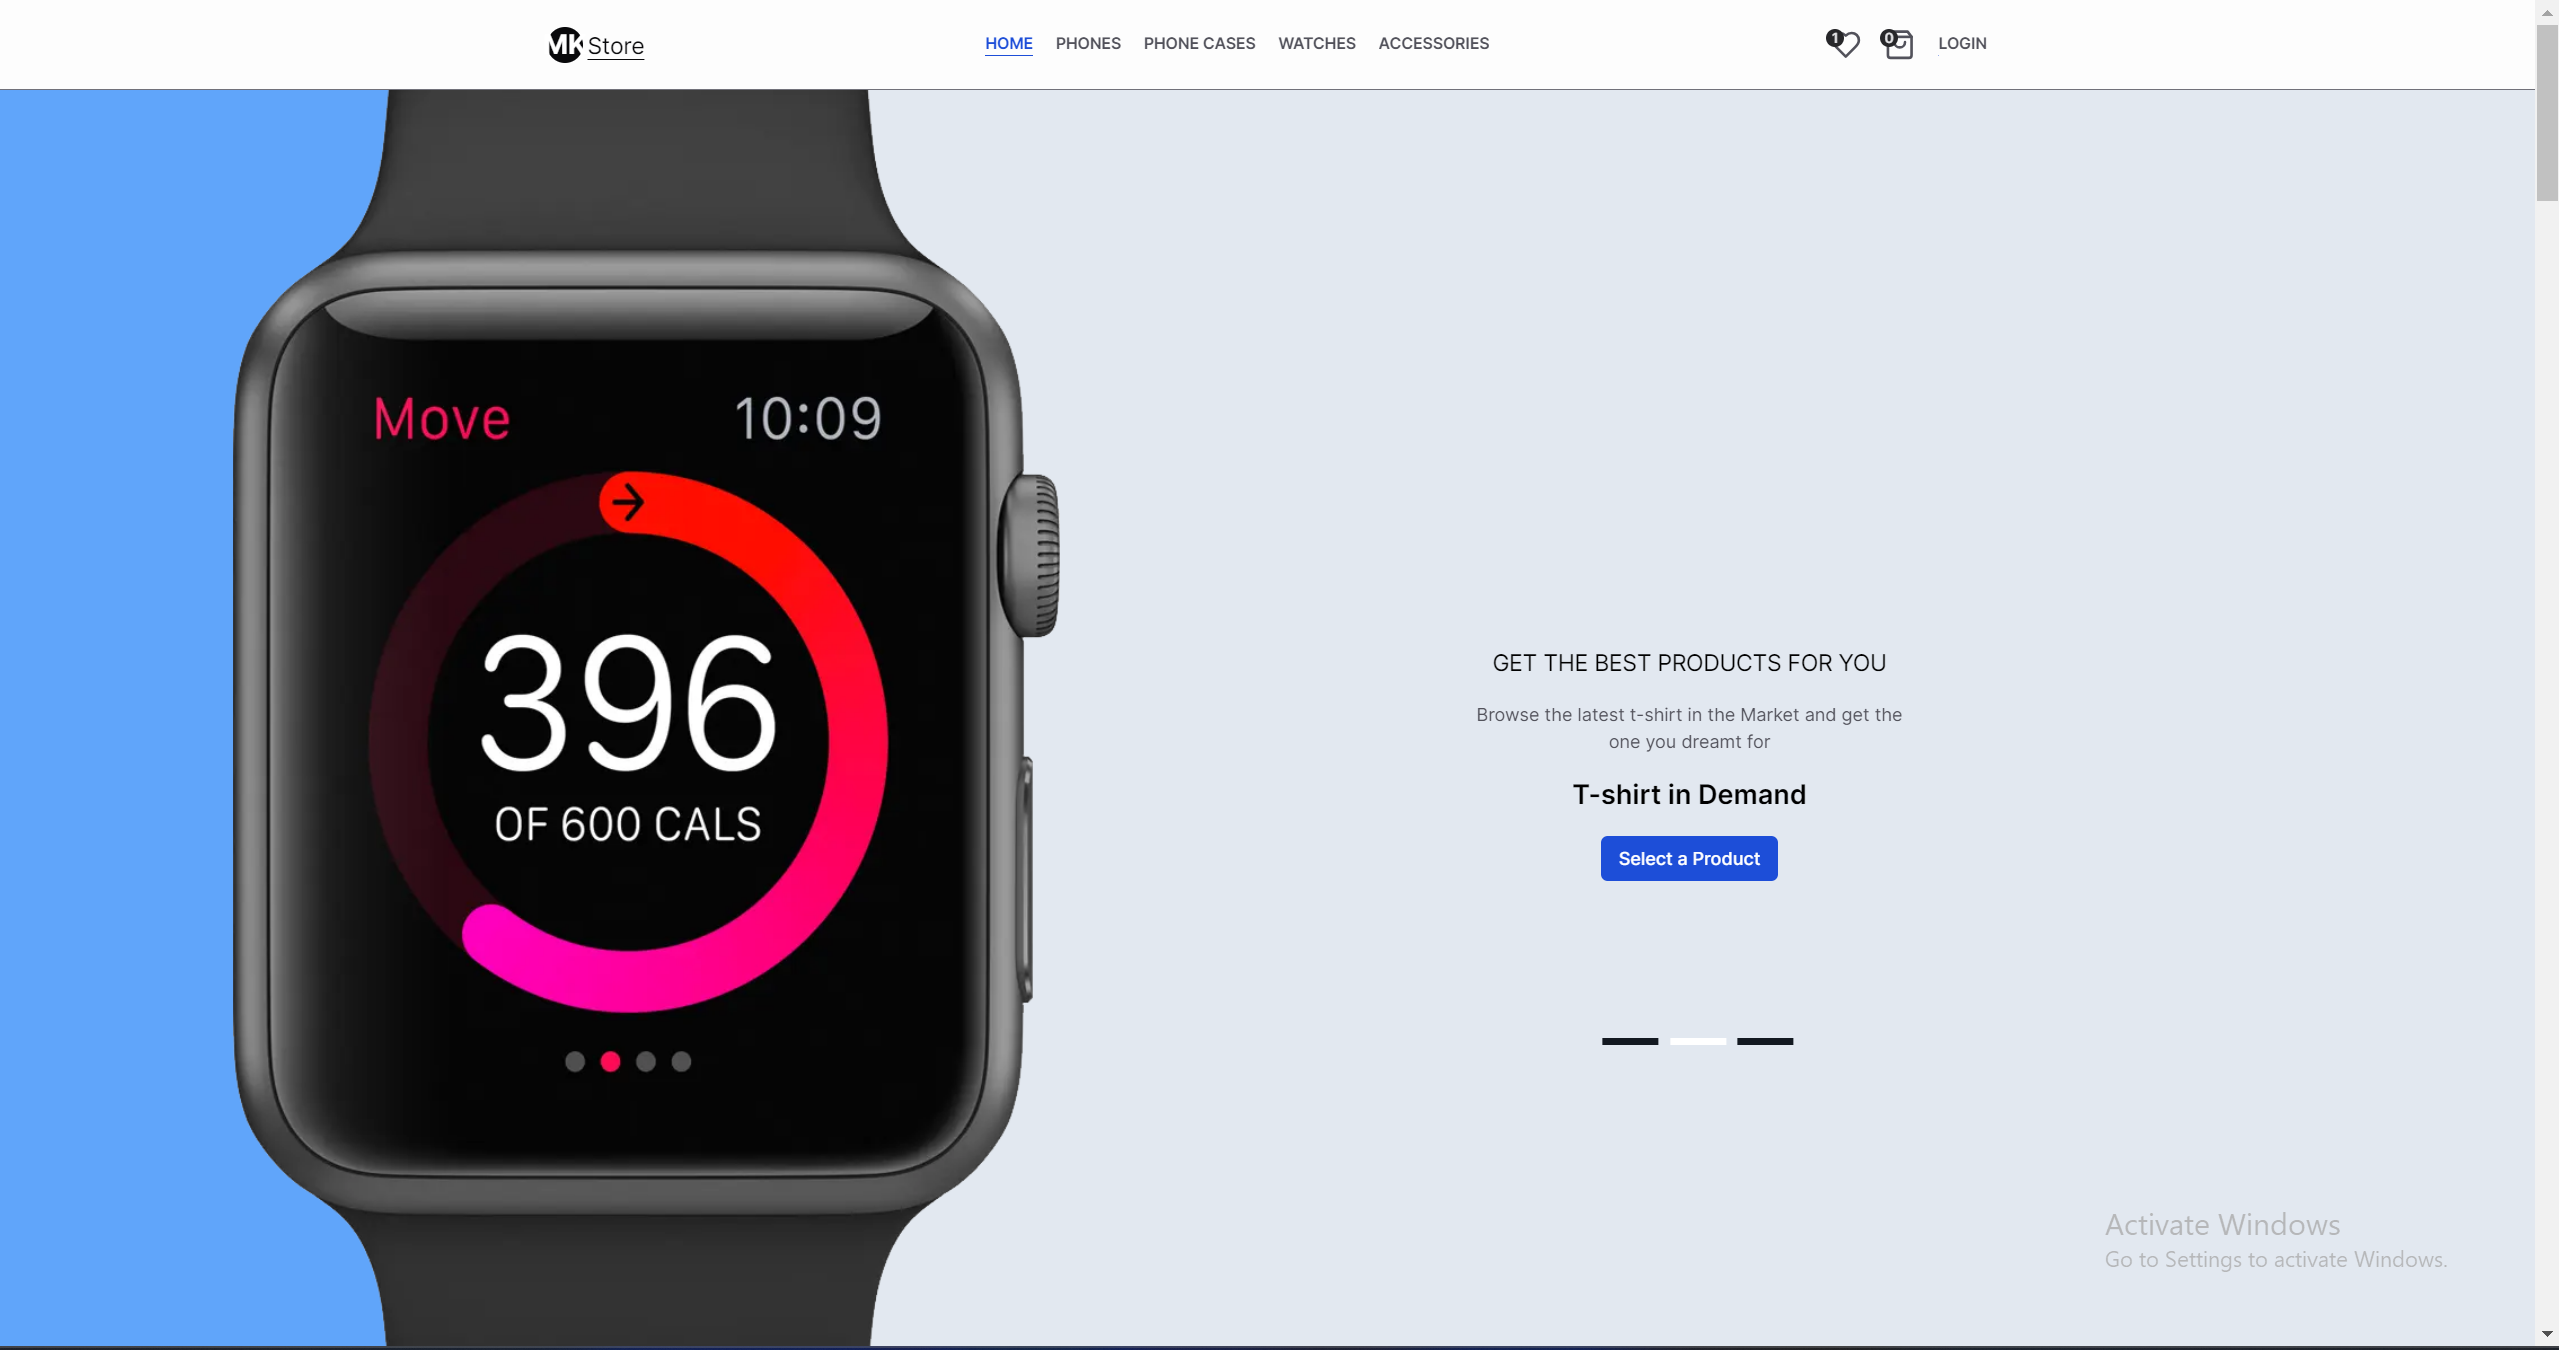 MK Store
HOME PHONES PHONE CASES WATCHES ACCESSORIES
1 0 LOGIN
Move 10:09
396
OF 600 CALS
GET THE BEST PRODUCTS FOR YOU
Browse the latest t-shirt in the Market and get the
one you dreamt for
T-shirt in Demand
Select a Product
Activate Windows
Go to Settings to activate Windows.